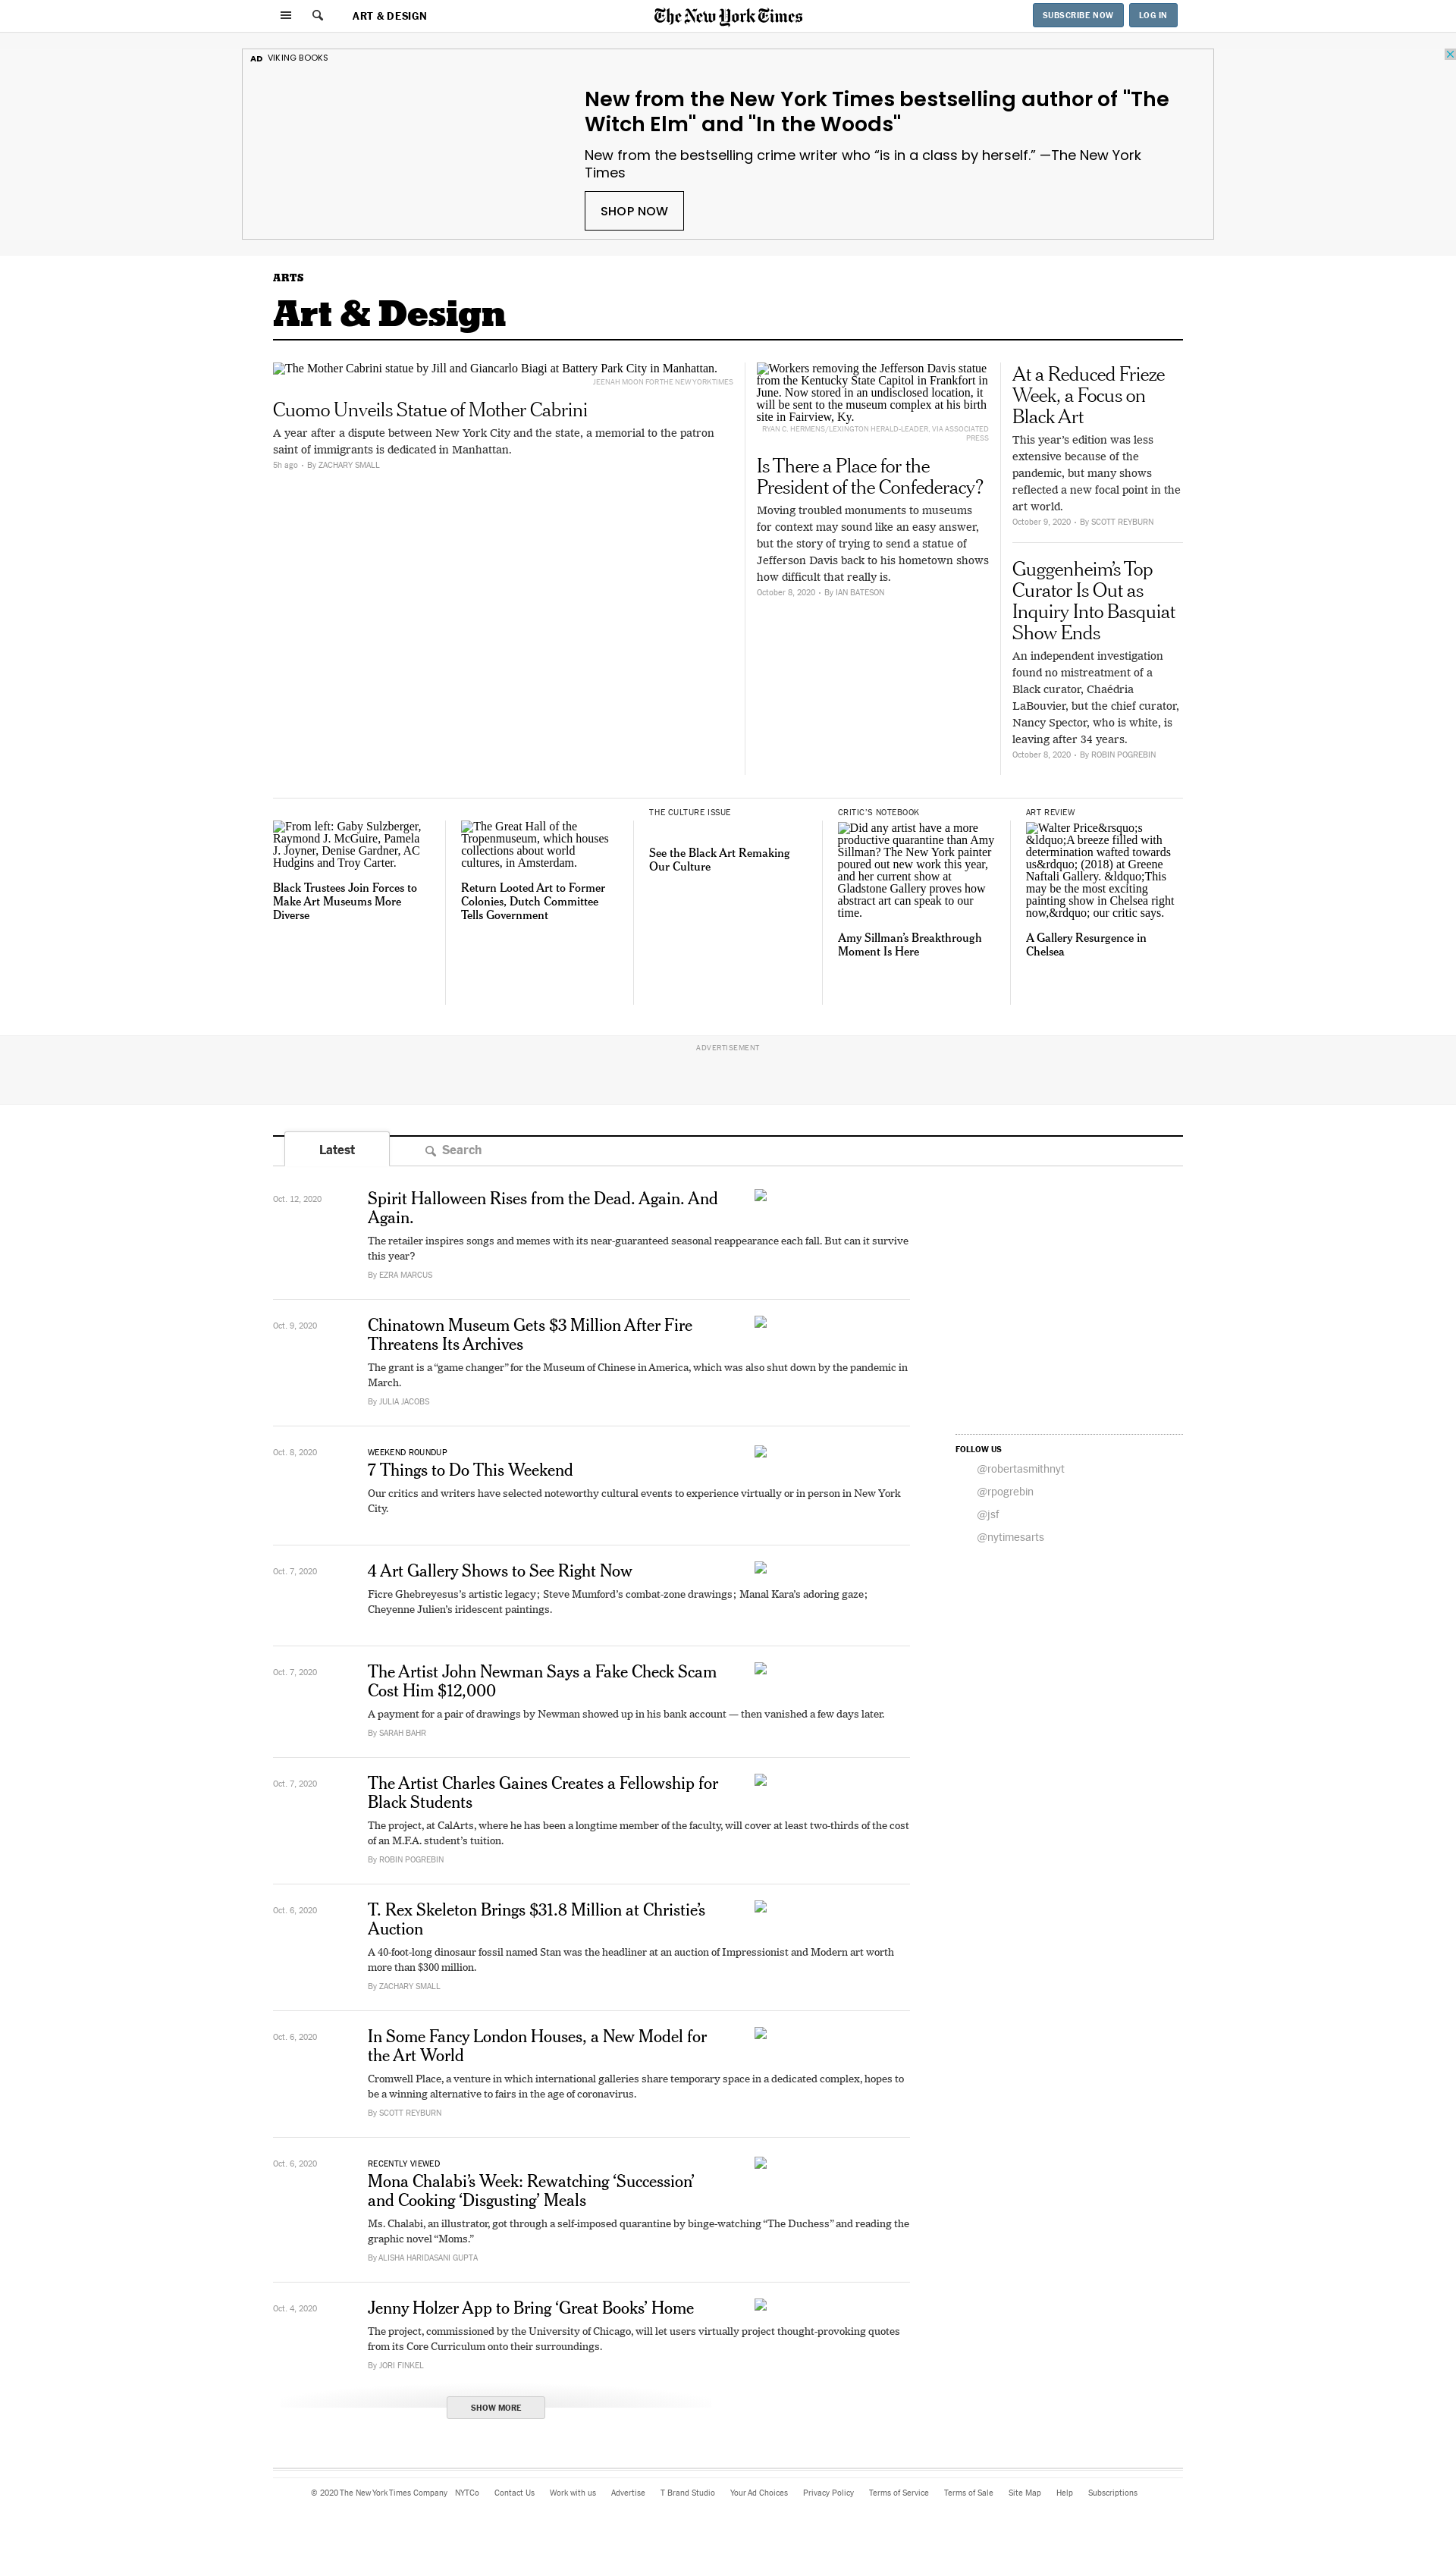 ART & DESIGN
The New York Times
SUBSCRIBE NOW
LOG IN
AD VIKING BOOKS
New from the New York Times bestselling author of "The
Witch Elm" and "In the Woods"
New from the bestselling crime writer who “is in a class by herself.” —The New York
Times
SHOP NOW
ARTS
Art & Design
The Mother Cabrini statue by Jill and Giancarlo Biagi at Battery Park City in Manhattan.
JEENAH MOON FOR THE NEW YORK TIMES
Cuomo Unveils Statue of Mother Cabrini
A year after a dispute between New York City and the state, a memorial to the patron
saint of immigrants is dedicated in Manhattan.
5h ago • By ZACHARY SMALL
Workers removing the Jefferson Davis statue
from the Kentucky State Capitol in Frankfort in
June. Now stored in an undisclosed location, it
will be sent to the museum complex at his birth
site in Fairview, Ky.
RYAN C. HERMENS/LEXINGTON HERALD-LEADER, VIA ASSOCIATED
PRESS
Is There a Place for the
President of the Confederacy?
Moving troubled monuments to museums
for context may sound like an easy answer,
but the story of trying to send a statue of
Jefferson Davis back to his hometown shows
how difficult that really is.
October 8, 2020 • By IAN BATESON
At a Reduced Frieze
Week, a Focus on
Black Art
This year’s edition was less
extensive because of the
pandemic, but many shows
reflected a new focal point in the
art world.
October 9, 2020 • By SCOTT REYBURN
Guggenheim’s Top
Curator Is Out as
Inquiry Into Basquiat
Show Ends
An independent investigation
found no mistreatment of a
Black curator, Chaédria
LaBouvier, but the chief curator,
Nancy Spector, who is white, is
leaving after 34 years.
October 8, 2020 • By ROBIN POGREBIN
From left: Gaby Sulzberger,
Raymond J. McGuire, Pamela
J. Joyner, Denise Gardner, AC
Hudgins and Troy Carter.
Black Trustees Join Forces to
Make Art Museums More
Diverse
The Great Hall of the
Tropenmuseum, which houses
collections about world
cultures, in Amsterdam.
Return Looted Art to Former
Colonies, Dutch Committee
Tells Government
THE CULTURE ISSUE
See the Black Art Remaking
Our Culture
CRITIC’S NOTEBOOK
Did any artist have a more
productive quarantine than Amy
Sillman? The New York painter
poured out new work this year,
and her current show at
Gladstone Gallery proves how
abstract art can speak to our
time.
Amy Sillman’s Breakthrough
Moment Is Here
ART REVIEW
Walter Price&rsquo;s
&ldquo;A breeze filled with
determination wafted towards
us&rdquo; (2018) at Greene
Naftali Gallery. &ldquo;This
may be the most exciting
painting show in Chelsea right
now,&rdquo; our critic says.
A Gallery Resurgence in
Chelsea
ADVERTISEMENT
Latest
Search
Oct. 12, 2020
Spirit Halloween Rises from the Dead. Again. And
Again.
The retailer inspires songs and memes with its near-guaranteed seasonal reappearance each fall. But can it survive
this year?
By EZRA MARCUS
Oct. 9, 2020
Chinatown Museum Gets $3 Million After Fire
Threatens Its Archives
The grant is a “game changer” for the Museum of Chinese in America, which was also shut down by the pandemic in
March.
By JULIA JACOBS
Oct. 8, 2020
WEEKEND ROUNDUP
7 Things to Do This Weekend
Our critics and writers have selected noteworthy cultural events to experience virtually or in person in New York
City.
Oct. 7, 2020
4 Art Gallery Shows to See Right Now
Ficre Ghebreyesus’s artistic legacy; Steve Mumford’s combat-zone drawings; Manal Kara’s adoring gaze;
Cheyenne Julien’s iridescent paintings.
Oct. 7, 2020
The Artist John Newman Says a Fake Check Scam
Cost Him $12,000
A payment for a pair of drawings by Newman showed up in his bank account — then vanished a few days later.
By SARAH BAHR
Oct. 7, 2020
The Artist Charles Gaines Creates a Fellowship for
Black Students
The project, at CalArts, where he has been a longtime member of the faculty, will cover at least two-thirds of the cost
of an M.F.A. student’s tuition.
By ROBIN POGREBIN
Oct. 6, 2020
T. Rex Skeleton Brings $31.8 Million at Christie’s
Auction
A 40-foot-long dinosaur fossil named Stan was the headliner at an auction of Impressionist and Modern art worth
more than $300 million.
By ZACHARY SMALL
Oct. 6, 2020
In Some Fancy London Houses, a New Model for
the Art World
Cromwell Place, a venture in which international galleries share temporary space in a dedicated complex, hopes to
be a winning alternative to fairs in the age of coronavirus.
By SCOTT REYBURN
Oct. 6, 2020
RECENTLY VIEWED
Mona Chalabi’s Week: Rewatching ‘Succession’
and Cooking ‘Disgusting’ Meals
Ms. Chalabi, an illustrator, got through a self-imposed quarantine by binge-watching “The Duchess” and reading the
graphic novel “Moms.”
By ALISHA HARIDASANI GUPTA
Oct. 4, 2020
Jenny Holzer App to Bring ‘Great Books’ Home
The project, commissioned by the University of Chicago, will let users virtually project thought-provoking quotes
from its Core Curriculum onto their surroundings.
By JORI FINKEL
SHOW MORE
FOLLOW US
@robertasmithnyt
@rpogrebin
@jsf
@nytimesarts
© 2020 The New York Times Company NYTCo Contact Us Work with us Advertise T Brand Studio Your Ad Choices Privacy Policy Terms of Service Terms of Sale Site Map Help Subscriptions